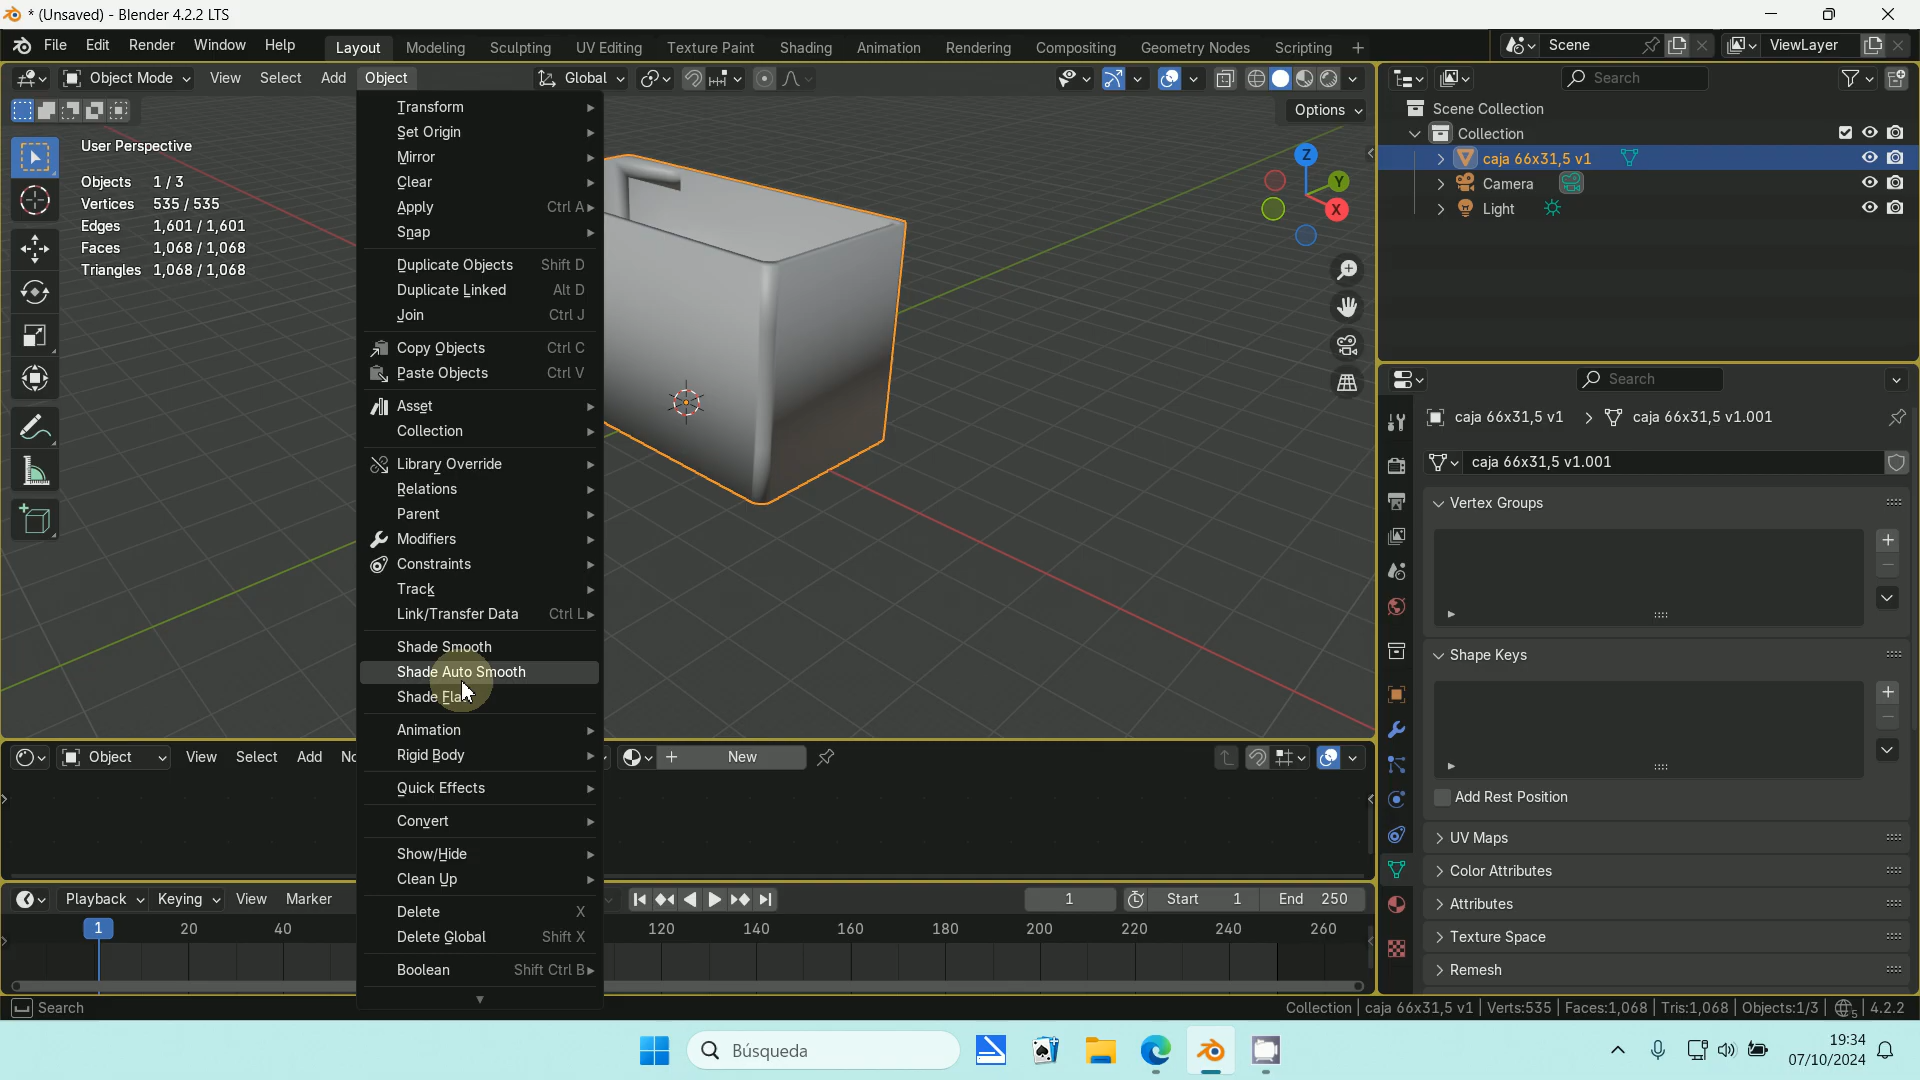 * (Unsaved) - Blender 4.2.2 LTS
File Edit Render Window Help Layout Modeling Sculpting UV Editing Texture Paint Shading Animation Rendering Compositing Geometry Nodes Scripting + Scene ViewLayer
Object Mode View Select Add Object Global Search
Options
User Perspective
Objects 1 / 3
Vertices 535 / 535
Edges 1,601 / 1,601
Faces 1,068 / 1,068
Triangles 1,068 / 1,068
Transform
Set Origin
Mirror
Clear
Apply Ctrl A
Snap
Duplicate Objects Shift D
Duplicate Linked Alt D
Join Ctrl J
Copy Objects Ctrl C
Paste Objects Ctrl V
Asset
Collection
Library Override
Relations
Parent
Modifiers
Constraints
Track
Link/Transfer Data Ctrl L
Shade Smooth
Shade Auto Smooth
Shade Flat
Animation
Rigid Body
Quick Effects
Convert
Show/Hide
Clean Up
Delete X
Delete Global Shift X
Boolean Shift Ctrl B
Z
Y
X
Scene Collection
Collection
caja 66x31,5 v1
Camera
Light
Search
caja 66x31,5 v1 caja 66x31,5 v1.001
caja 66x31,5 v1.001
Vertex Groups
Shape Keys
Add Rest Position
UV Maps
Color Attributes
Attributes
Texture Space
Remesh
Object View Select Add No New
Playback Keying View Marker 1 Start 1 End 250
1 20 40 120 140 160 180 200 220 240 260
Search Collection | caja 66x31,5 v1 | Verts:535 | Faces:1,068 | Tris:1,068 | Objects:1/3 | 5 | 4.2.2
Búsqueda
19:34
07/10/2024